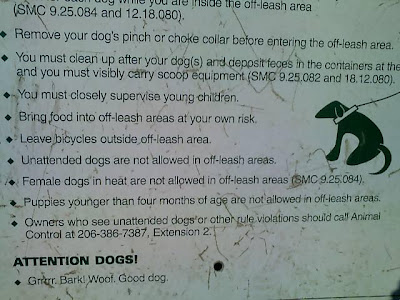 dog while you are inside the off-leash area
(SMC 9.25.084 and 12.18.080).
Remove your dog's pinch or choke collar before entering the off-leash area.
You must clean up after your dog(s) and deposit feces in the containers at the
and you must visibly carry scoop equipment (SMC 9.25.082 and 18.12.080).
You must closely supervise young children.
Bring food into off-leash areas at your own risk.
Leave bicycles outside off-leash area.
Unattended dogs are not allowed in off-leash areas.
Female dogs in heat are not allowed in off-leash areas (SMC 9.25.084).
Puppies younger than four months of age are not allowed in off-leash areas.
Owners who see unattended dogs or other rule violations should call Animal
Control at 206-386-7387, Extension 2.
ATTENTION DOGS!
Grrrr. Bark! Woof. Good dog.